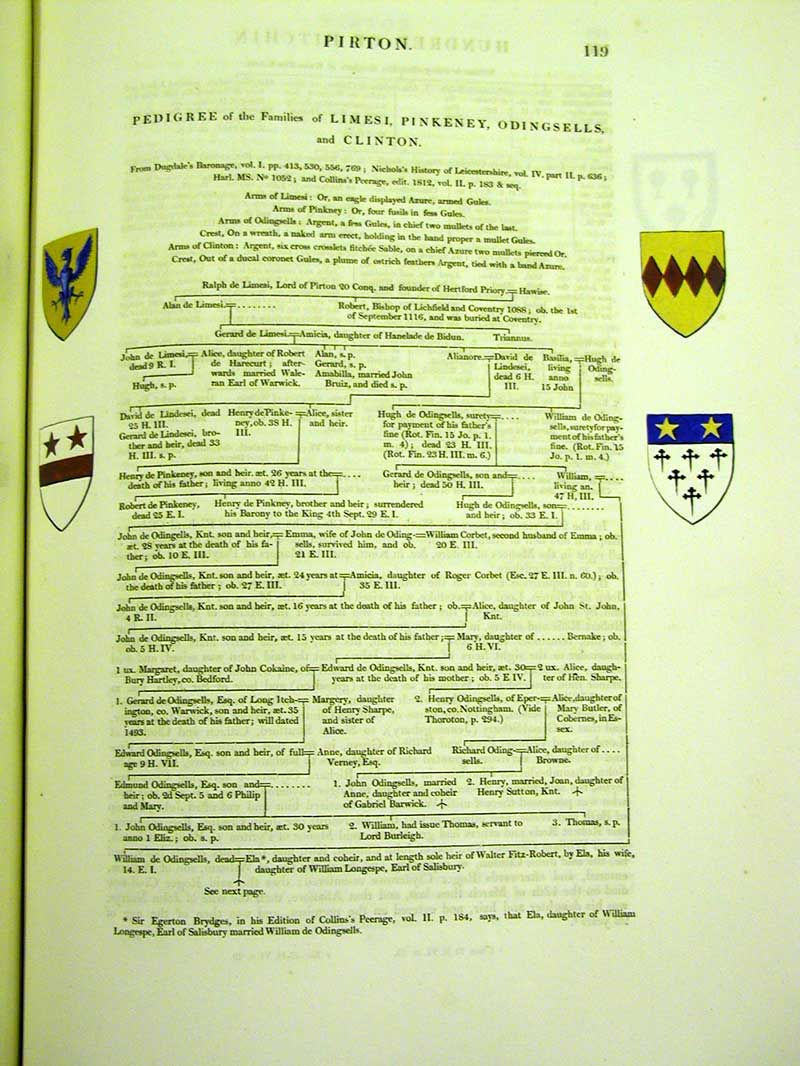 PIRTON.
119
PEDIGREE of the Families of LIMESI, PINKENEY, ODINGSELLS,
and CLINTON.
From Dugdale's Baronage, vol. I. pp. 413, 530, 556, 769; Nichols's History of Leicestershire, vol. IV. part II. p. 636;
Harl. MS. No 1052; and Collins's Peerage, edit. 1812, vol. II. p. 183 & seq.
Arms of Limesi: Or, an eagle displayed Azure, armed Gules.
Arms of Pinkney: Or, four fusils in fess Gules.
Arms of Odingsells: Argent, a fess Gules, in chief two mullets of the last.
Crest, On a wreath, a naked arm erect, holding in the hand proper a mullet Gules.
Arms of Clinton: Argent, six cross crosslets fitchée Sable, on a chief Azure two mullets pierced Or.
Crest, Out of a ducal coronet Gules, a plume of ostrich feathers Argent, tied with a band Azure.
Ralph de Limesi, Lord of Pirton 20 Conq. and founder of Hertford Priory.=Hawise.
Alan de Limesi.=........
Robert, Bishop of Lichfield and Coventry 1088; ob. the 1st
of September 1116, and was buried at Coventry.
Gerard de Limesi.=Amicia, daughter of Hanelade de Bidun.
Triannus.
John de Limesi,=
dead 9 R. I.
Hugh, s. p.
Alice, daughter of Robert
de Harecurt; after-
wards married Wale-
ran Earl of Warwick.
Alan, s. p.
Gerard, s. p.
Amabilla, married John
Bruiz, and died s. p.
Alianore.=David de
Lindesei,
dead 6 H.
III.
Basilia,=
living
anno
15 John
Hugh de
Oding-
sells.
David de Lindesei, dead
25 H. III.
Gerard de Lindesei, bro-
ther and heir, dead 33
H. III. s. p.
Henry de Pinke-=
ney, ob. 38 H.
III.
Alice, sister
and heir.
Hugh de Odingsells, surety=....
for payment of his father's
fine (Rot. Fin. 15 Jo. p. 1.
m. 4); dead 23 H. III.
(Rot. Fin. 23 H. III. m. 6.)
William de Oding-
sells, surety for pay-
ment of his father's
fine. (Rot. Fin. 15
Jo. p. 1. m. 4.)
Henry de Pinkeney, son and heir. æt. 26 years at the=....
death of his father; living anno 42 H. III.
Gerard de Odingsells, son and=....
heir; dead 50 H. III.
William,=....
living an.
47 H. III.
Robert de Pinkeney,
dead 25 E. I.
Henry de Pinkney, brother and heir; surrendered
his Barony to the King 4th Sept. 29 E. I.
Hugh de Odingsells, son=........
and heir; ob. 33 E. I.
John de Odingells, Knt. son and heir,=
æt. 28 years at the death of his fa-
ther; ob. 10 E. III.
Emma, wife of John de Oding-=
sells, survived him, and ob.
21 E. III.
William Corbet, second husband of Emma; ob.
20 E. III.
John de Odingsells, Knt. son and heir, æt. 24 years at=
the death of his father; ob. 27 E. III.
Amicia, daughter of Roger Corbet (Esc. 27 E. III. n. 60.); ob.
35 E. III.
John de Odingsells, Knt. son and heir, æt. 16 years at the death of his father; ob.=
4 R. II.
Alice, daughter of John St. John,
Knt.
John de Odingsells, Knt. son and heir, æt. 15 years at the death of his father;=
ob. 5 H. IV.
Mary, daughter of ...... Bernake; ob.
6 H. VI.
1 ux. Margaret, daughter of John Cokaine, of=
Bury Hartley, co. Bedford.
Edward de Odingsells, Knt. son and heir, æt. 30=
years at the death of his mother; ob. 5 E IV.
2 ux. Alice, daugh-
ter of Hen. Sharpe.
1. Gerard de Odingsells, Esq. of Long Itch-=
ington, co. Warwick, son and heir, æt. 35
years at the death of his father; will dated
1493.
Margery, daughter
of Henry Sharpe,
and sister of
Alice.
2. Henry Odingsells, of Eper-=
ston, co. Nottingham. (Vide
Thoroton, p. 294.)
Alice, daughter of
Mary Butler, of
Cobernes, in Es-
sex.
Edward Odingsells, Esq. son and heir, of full=
age 9 H. VII.
Anne, daughter of Richard
Verney, Esq.
Richard Oding-=
sells.
Alice, daughter of ....
Browne.
Edmund Odingsells, Esq. son and=........
heir; ob. 2d Sept. 5 and 6 Philip
and Mary.
1. John Odingsells, married
Anne, daughter and coheir
of Gabriel Barwick.
2. Henry, married, Joan, daughter of
Henry Sutton, Knt.
1. John Odingsells, Esq. son and heir, æt. 30 years
anno 1 Eliz.; ob. s. p.
2. William, had issue Thomas, servant to
Lord Burleigh.
3. Thomas, s. p.
William de Odingsells, dead=
14. E. I.
Ela*, daughter and coheir, and at length sole heir of Walter Fitz-Robert, by Ela, his wife,
daughter of William Longespe, Earl of Salisbury.
See next page.
* Sir Egerton Brydges, in his Edition of Collins's Peerage, vol. II. p. 184, says, that Ela, daughter of William
Longespe, Earl of Salisbury married William de Odingsells.